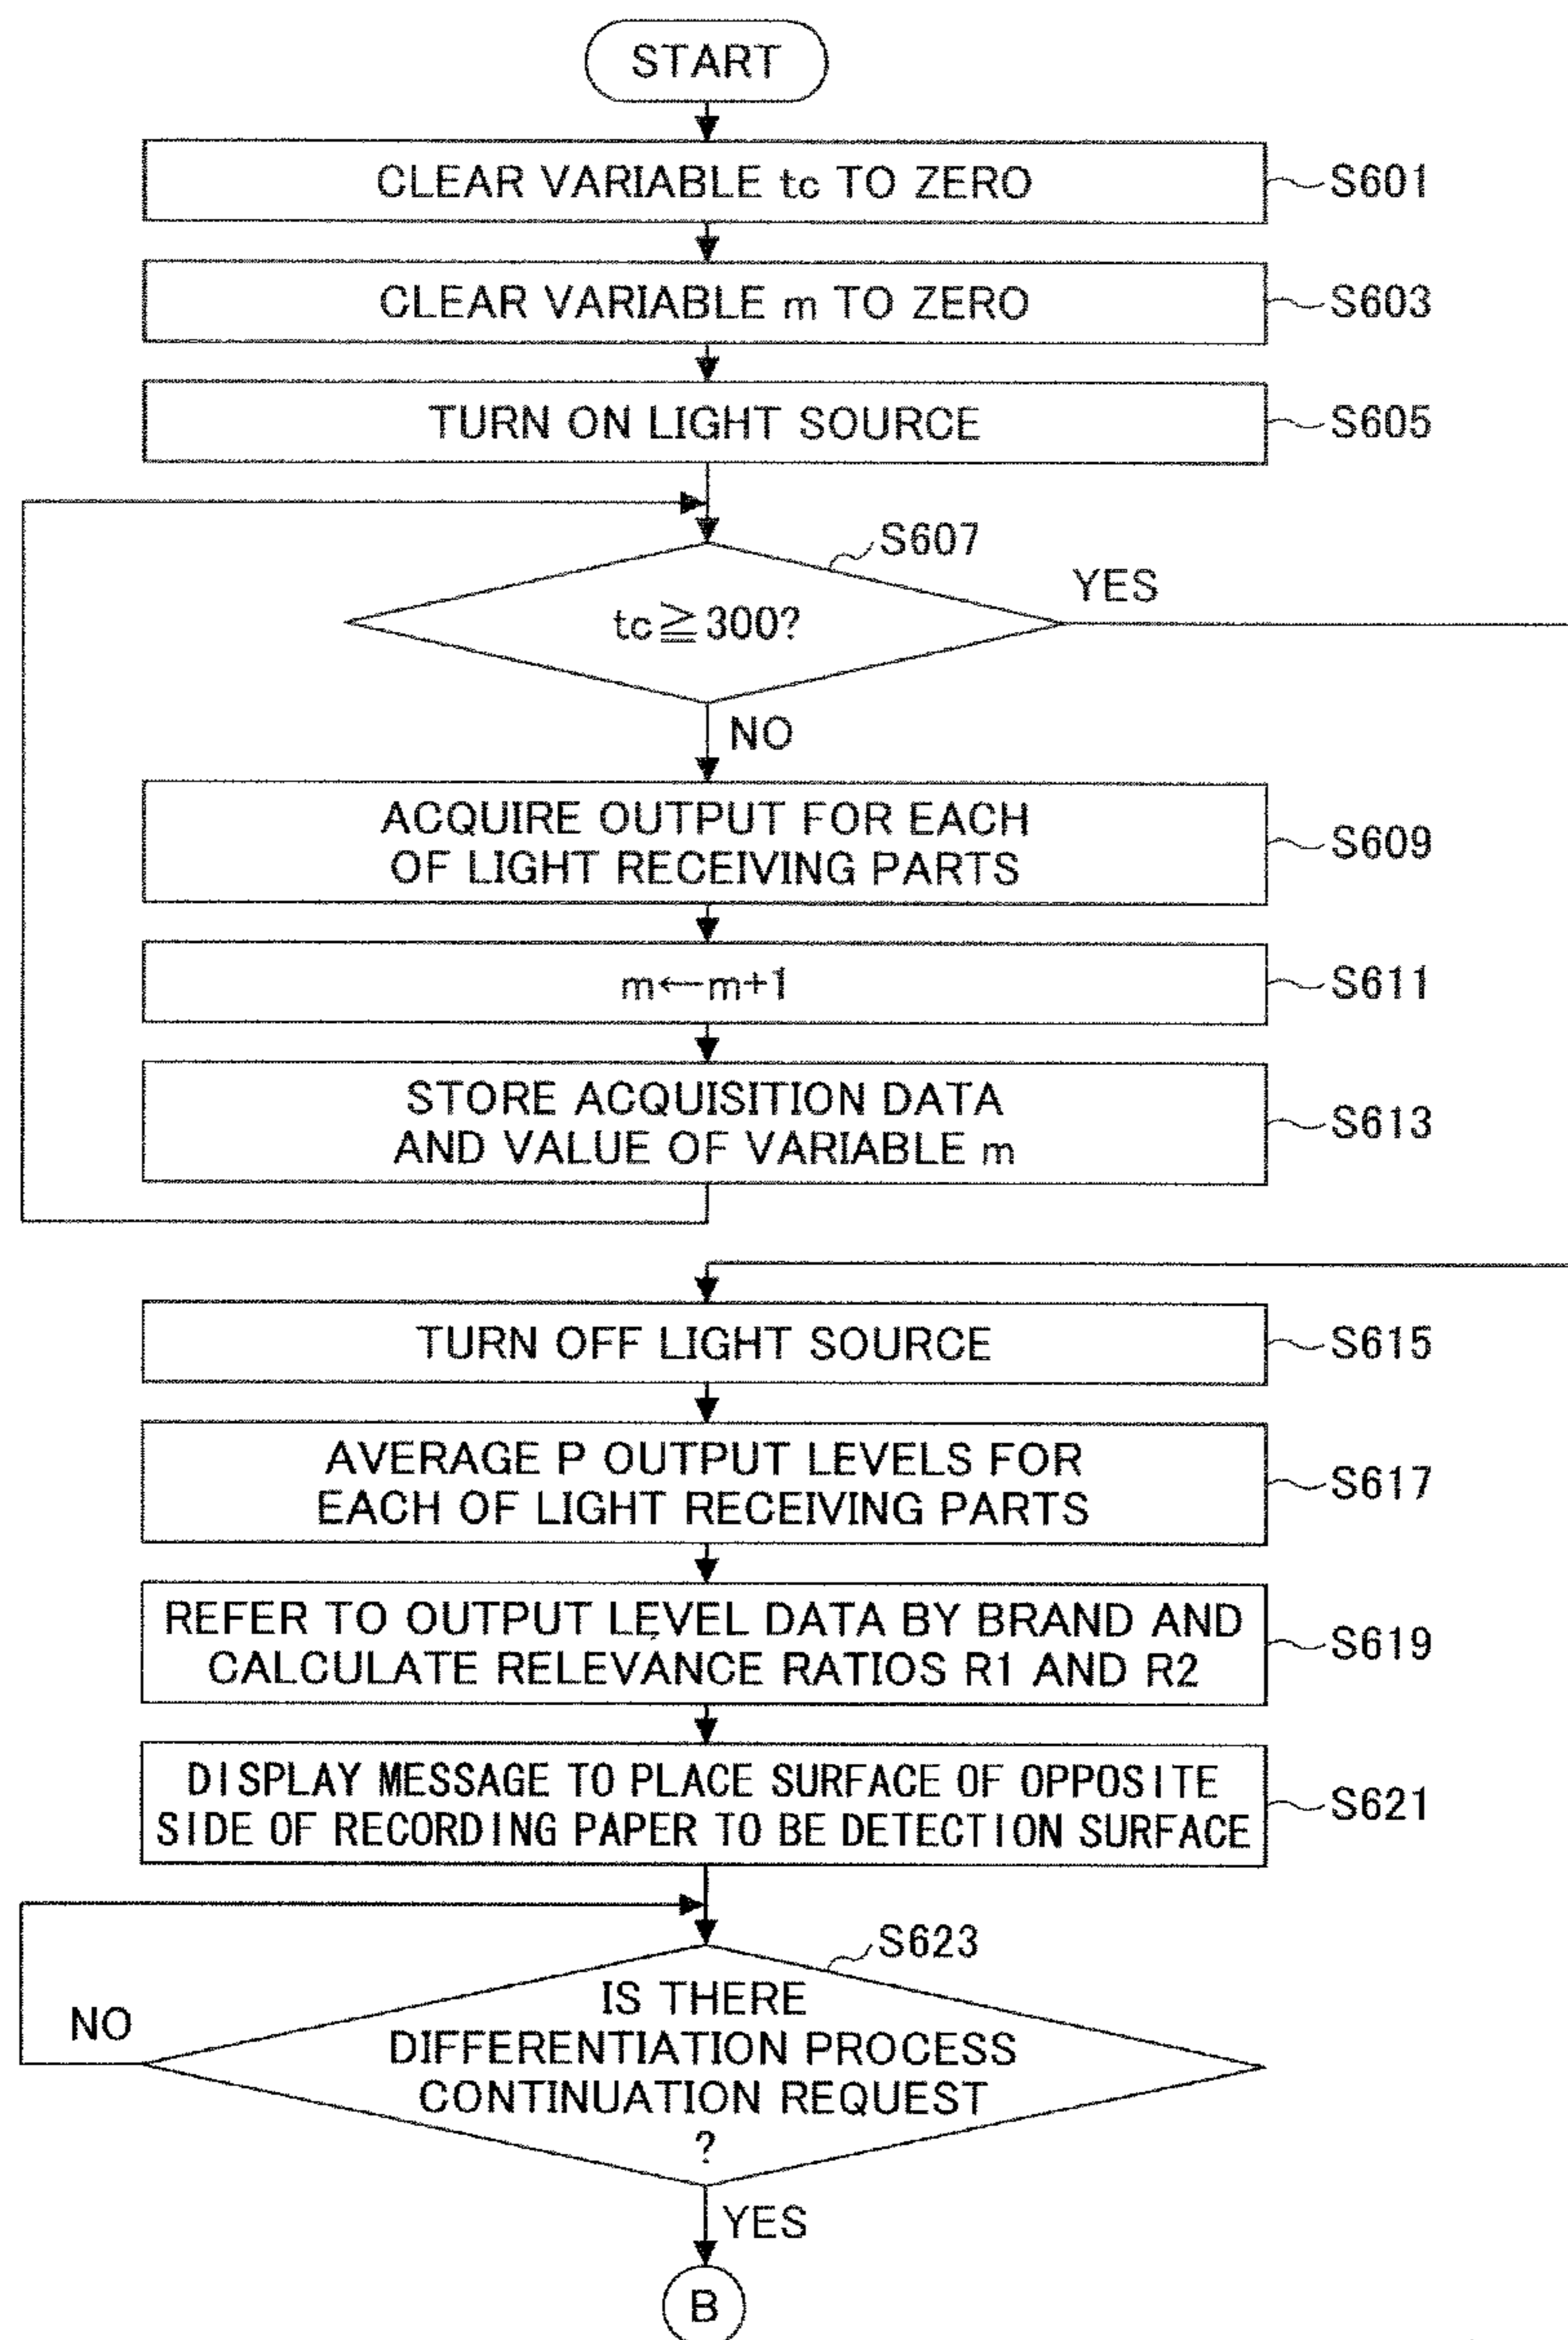 START
CLEAR VARIABLE tc TO ZERO
S601
CLEAR VARIABLE m TO ZERO
S603
TURN ON LIGHT SOURCE
S605
S607
tc≧300?
YES
NO
ACQUIRE OUTPUT FOR EACH
OF LIGHT RECEIVING PARTS
S609
m←m+1
S611
STORE ACQUISITION DATA
AND VALUE OF VARIABLE m
S613
TURN OFF LIGHT SOURCE
S615
AVERAGE P OUTPUT LEVELS FOR
EACH OF LIGHT RECEIVING PARTS
S617
REFER TO OUTPUT LEVEL DATA BY BRAND AND
CALCULATE RELEVANCE RATIOS R1 AND R2
S619
DISPLAY MESSAGE TO PLACE SURFACE OF OPPOSITE
SIDE OF RECORDING PAPER TO BE DETECTION SURFACE
S621
S623
IS THERE
DIFFERENTIATION PROCESS
CONTINUATION REQUEST
?
NO
YES
B